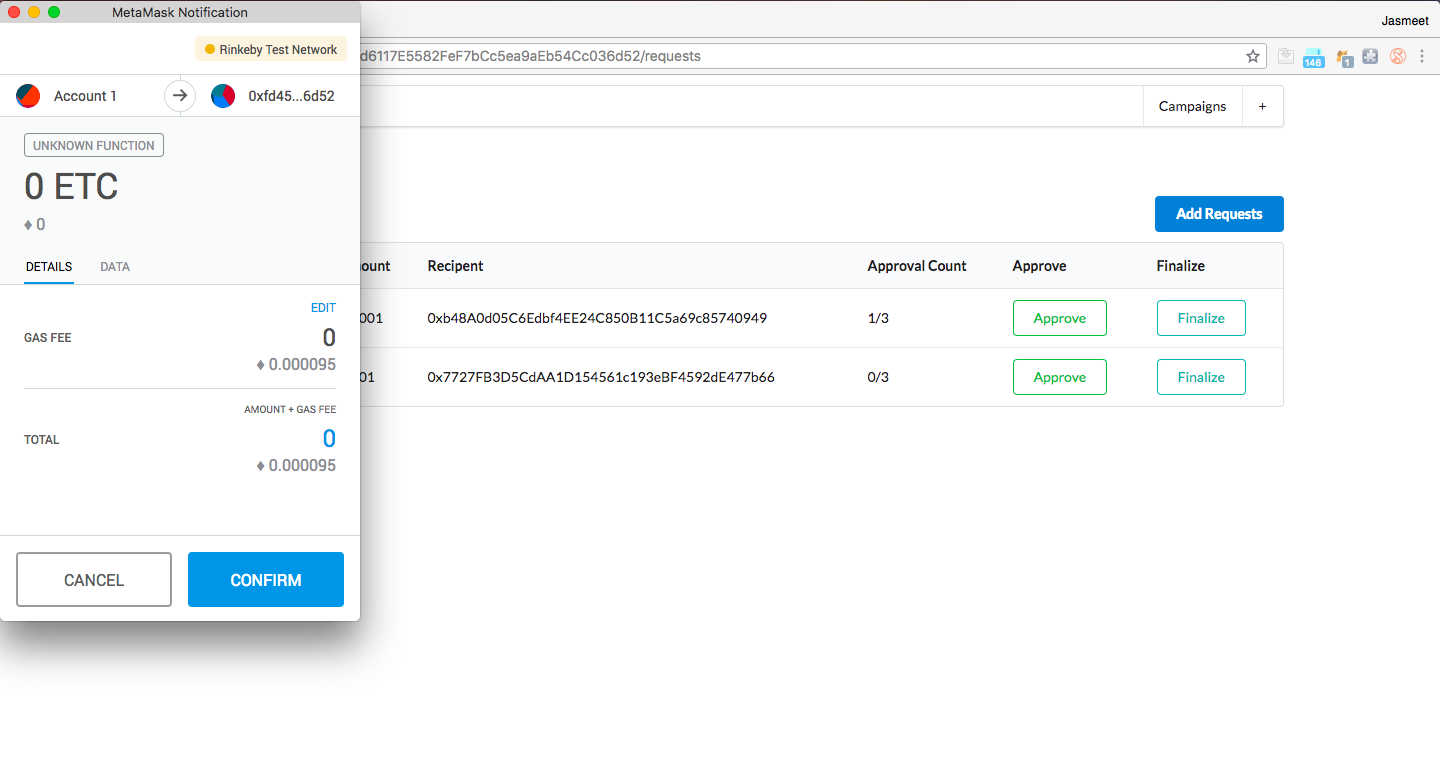 MetaMask Notification
Jasmeet
Rinkeby Test Network
d6117E5582FeF7bCc5ea9aEb54Cc036d52/requests
146
1
Account 1
0xfd45...6d52
Campaigns
+
UNKNOWN FUNCTION
0 ETC
0
DETAILS DATA
EDIT
GAS FEE 0
0.000095
AMOUNT + GAS FEE
TOTAL 0
0.000095
CANCEL CONFIRM
Add Requests
ount Recipent Approval Count Approve Finalize
001 0xb48A0d05C6Edbf4EE24C850B11C5a69c85740949 1/3 Approve Finalize
01 0x7727FB3D5CdAA1D154561c193eBF4592dE477b66 0/3 Approve Finalize